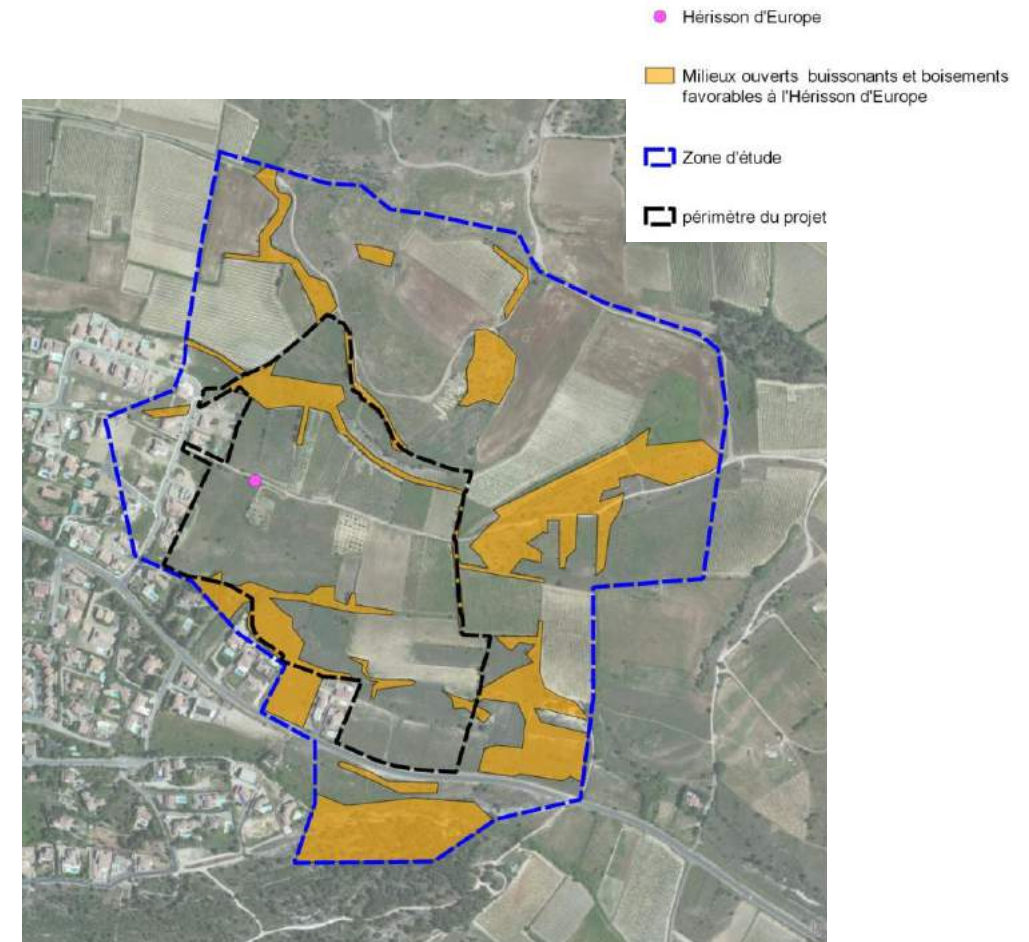 Hérisson d'Europe
Milieux ouverts buissonants et boisements
favorables à l'Hérisson d'Europe
Zone d'étude
périmètre du projet